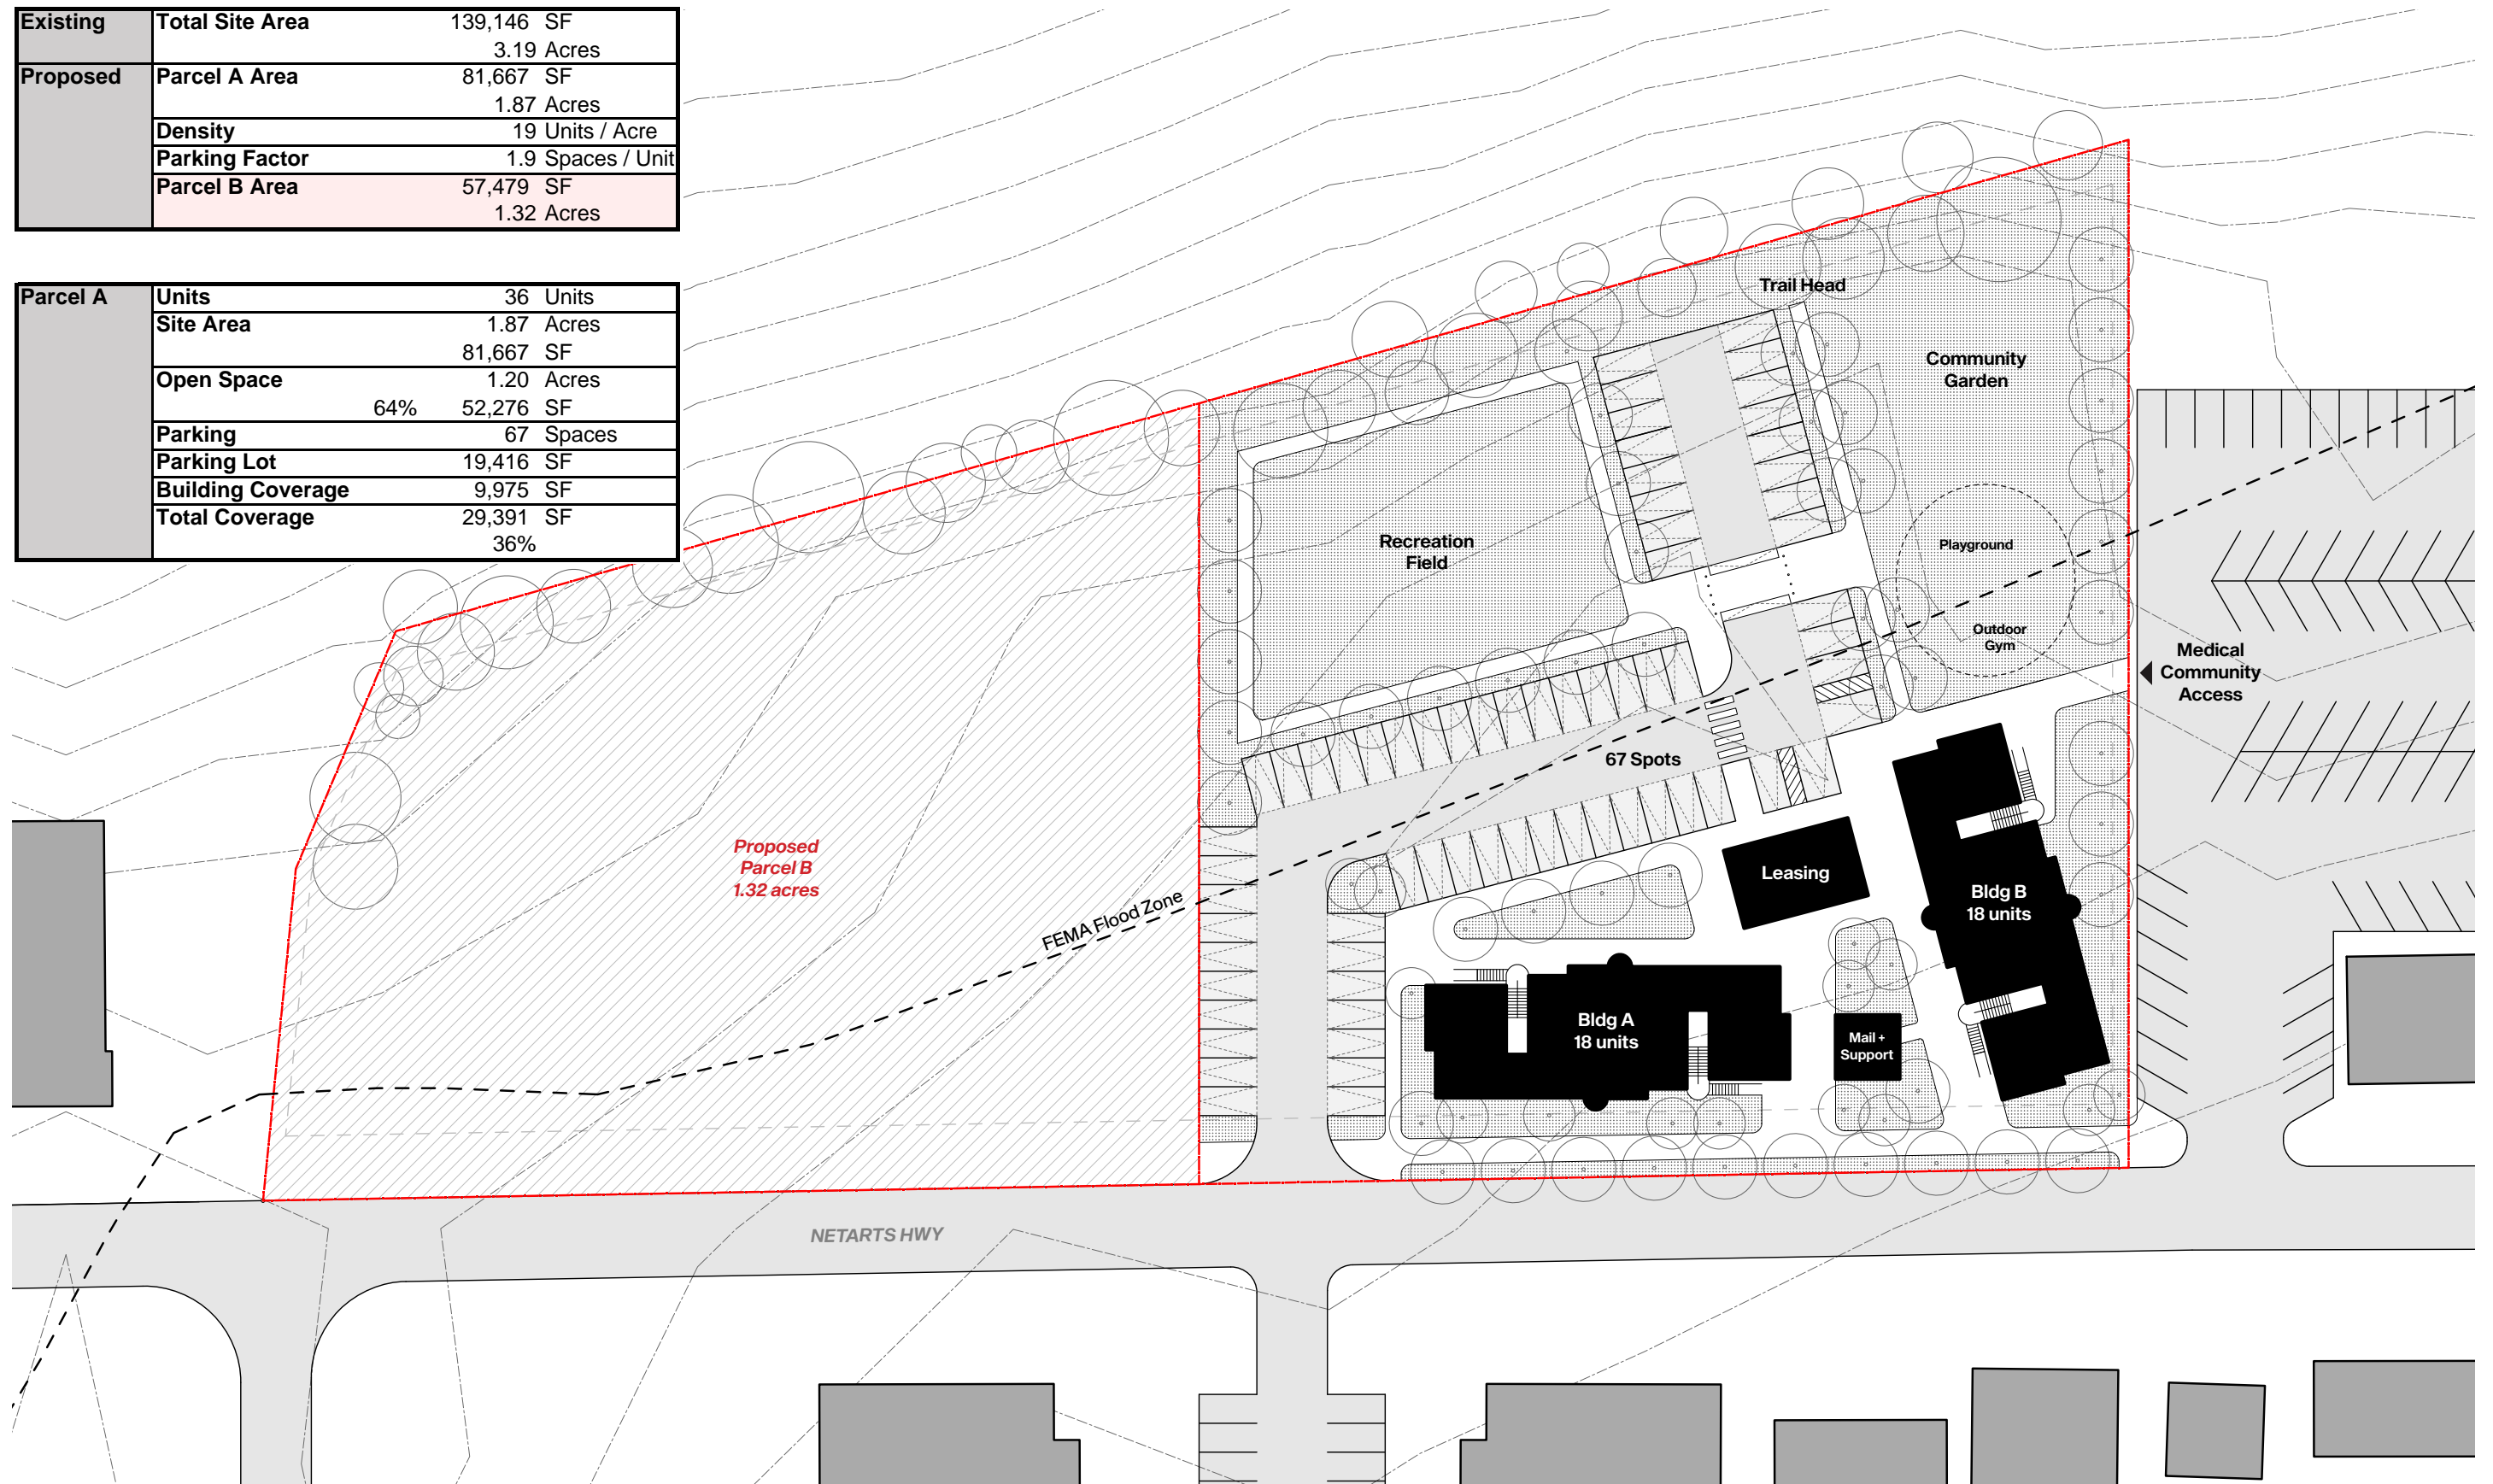 Existing Total Site Area 139,146 SF
3.19 Acres
Proposed Parcel A Area 81,667 SF
1.87 Acres
Density 19 Units / Acre
Parking Factor 1.9 Spaces / Unit
Parcel B Area 57,479 SF
1.32 Acres
Parcel A Units 36 Units
Site Area 1.87 Acres
81,667 SF
Open Space 1.20 Acres
64% 52,276 SF
Parking 67 Spaces
Parking Lot 19,416 SF
Building Coverage 9,975 SF
Total Coverage 29,391 SF
36%
Trail Head
Community
Garden
Recreation
Field
Playground
Outdoor
Gym
Medical
Community
Access
67 Spots
Proposed
Parcel B
1.32 acres
FEMA Flood Zone
Leasing
Bldg B
18 units
Bldg A
18 units
Mail +
Support
NETARTS HWY